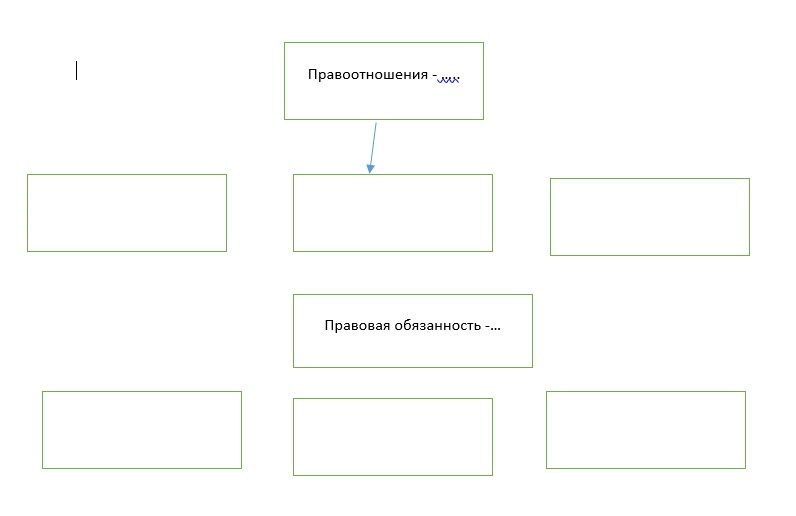 Правоотношения - .....
Правовая обязанность -...